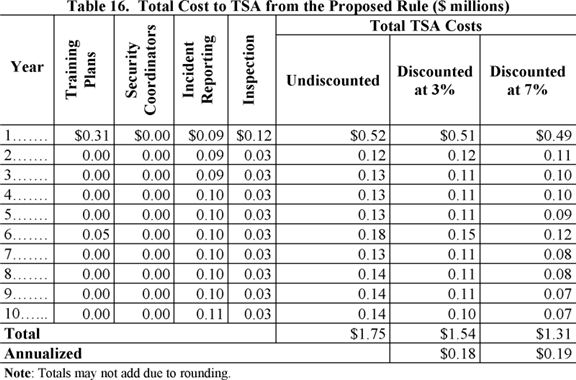 Table 16. Total Cost to TSA from the Proposed Rule ($ millions)
Year Training Plans Security Coordinators Incident Reporting Inspection Total TSA Costs
Undiscounted Discounted at 3% Discounted at 7%
1……. $0.31 $0.00 $0.09 $0.12 $0.52 $0.51 $0.49
2……. 0.00 0.00 0.09 0.03 0.12 0.12 0.11
3……. 0.00 0.00 0.09 0.03 0.13 0.11 0.10
4……. 0.00 0.00 0.10 0.03 0.13 0.11 0.10
5……. 0.00 0.00 0.10 0.03 0.13 0.11 0.09
6……. 0.05 0.00 0.10 0.03 0.18 0.15 0.12
7……. 0.00 0.00 0.10 0.03 0.13 0.11 0.08
8……. 0.00 0.00 0.10 0.03 0.14 0.11 0.08
9……. 0.00 0.00 0.10 0.03 0.14 0.11 0.07
10…... 0.00 0.00 0.11 0.03 0.14 0.10 0.07
Total $1.75 $1.54 $1.31
Annualized $0.18 $0.19
Note: Totals may not add due to rounding.